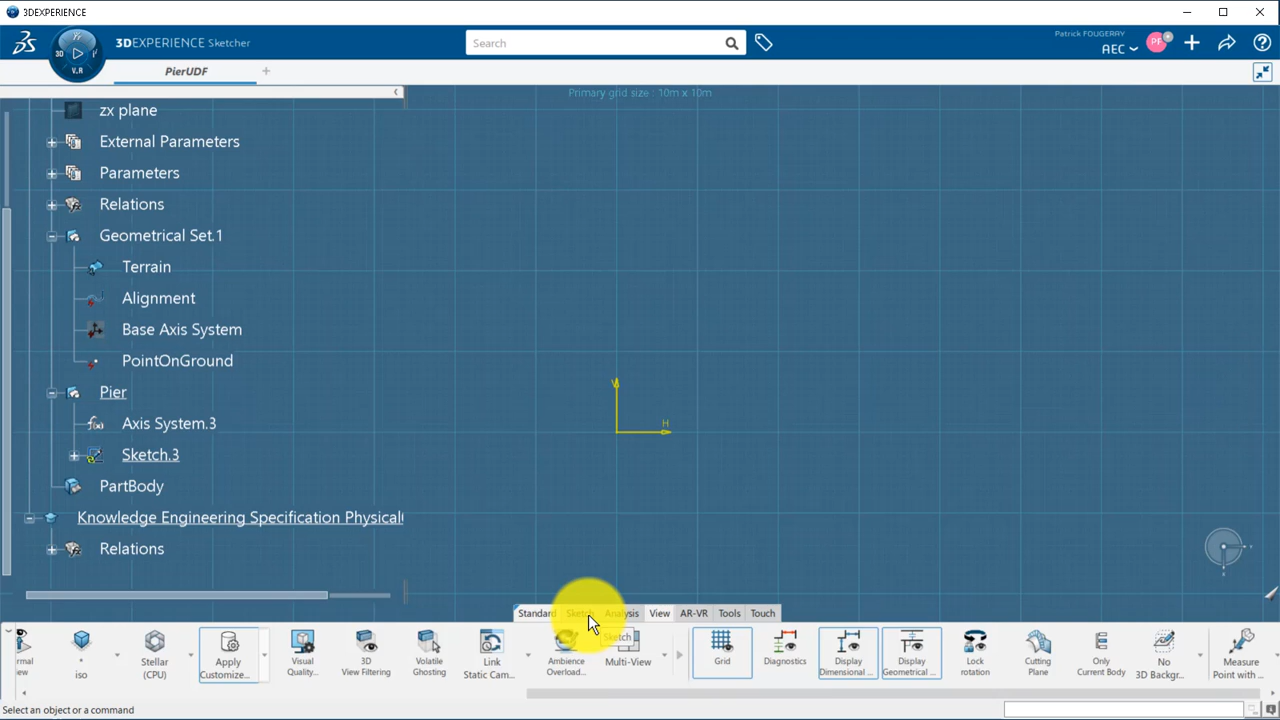 3DEXPERIENCE
3DEXPERIENCE Sketcher
Search
Patrick FOUGERAY
AEC
PF
3D
V.R
PierUDF
Primary grid size : 10m x 10m
zx plane
External Parameters
Parameters
Relations
Geometrical Set.1
Terrain
Alignment
Base Axis System
PointOnGround
Pier
Axis System.3
Sketch.3
PartBody
Knowledge Engineering Specification Physical
Relations
V
H
Standard
Sketch
Analysis
View
AR-VR
Tools
Touch
Sketch
*
iso
Stellar
(CPU)
Apply
Customize...
Visual
Quality...
3D
View Filtering
Volatile
Ghosting
Link
Static Cam...
Ambience
Overload...
Multi-View
Grid
Diagnostics
Display
Dimensional ...
Display
Geometrical ...
Lock
rotation
Cutting
Plane
Only
Current Body
No
3D Backgr...
Measure
Point with ...
Select an object or a command